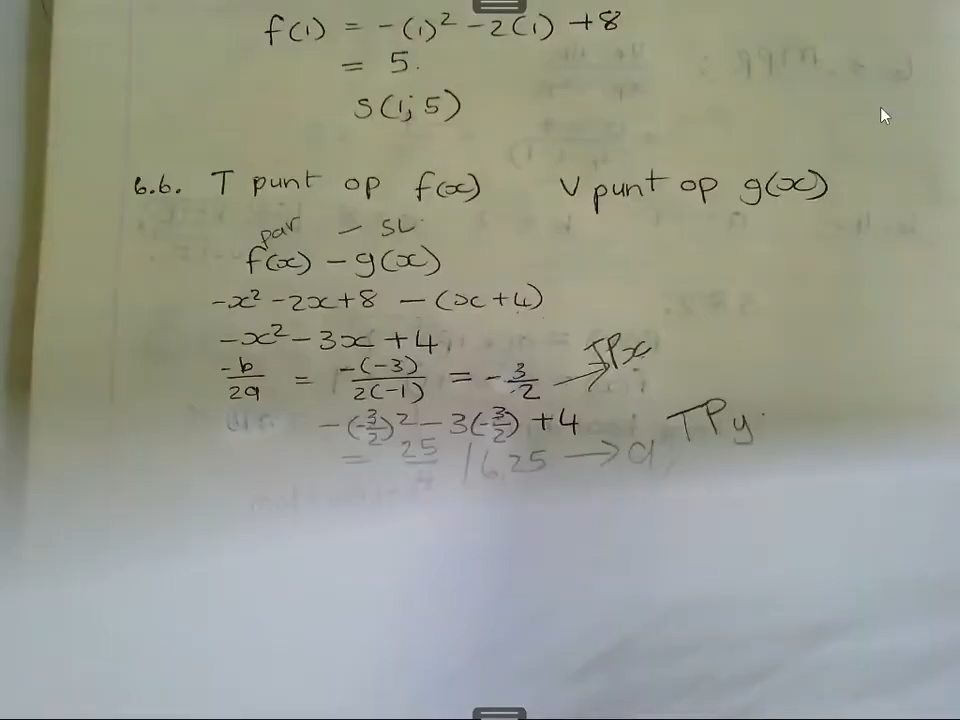 f(1) = -(1)² - 2(1) + 8
= 5.
S(1; 5)
6.6. T punt op f(x) V punt op g(x)
par - SL
f(x) - g(x)
-x² - 2x + 8 - (x + 4)
-x² - 3x + 4
-b/2a = -(-3)/2(-1) = -3/2 → TPx
-(-3/2)² - 3(-3/2) + 4 TPy
= 25/4 / 6,25 →